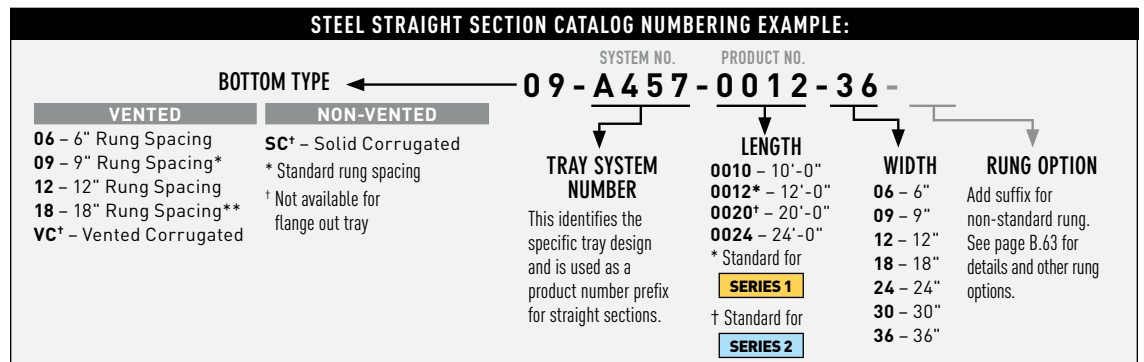 STEEL STRAIGHT SECTION CATALOG NUMBERING EXAMPLE:
SYSTEM NO. PRODUCT NO.
BOTTOM TYPE
09-A457-0012-36-
VENTED
06 – 6" Rung Spacing
09 – 9" Rung Spacing*
12 – 12" Rung Spacing
18 – 18" Rung Spacing**
VC† – Vented Corrugated
NON-VENTED
SC† – Solid Corrugated
* Standard rung spacing
† Not available for
flange out tray
TRAY SYSTEM
NUMBER
This identifies the
specific tray design
and is used as a
product number prefix
for straight sections.
LENGTH
0010 – 10'-0"
0012* – 12'-0"
0020† – 20'-0"
0024 – 24'-0"
* Standard for
SERIES 1
† Standard for
SERIES 2
WIDTH
06 – 6"
09 – 9"
12 – 12"
18 – 18"
24 – 24"
30 – 30"
36 – 36"
RUNG OPTION
Add suffix for
non-standard rung.
See page B.63 for
details and other rung
options.